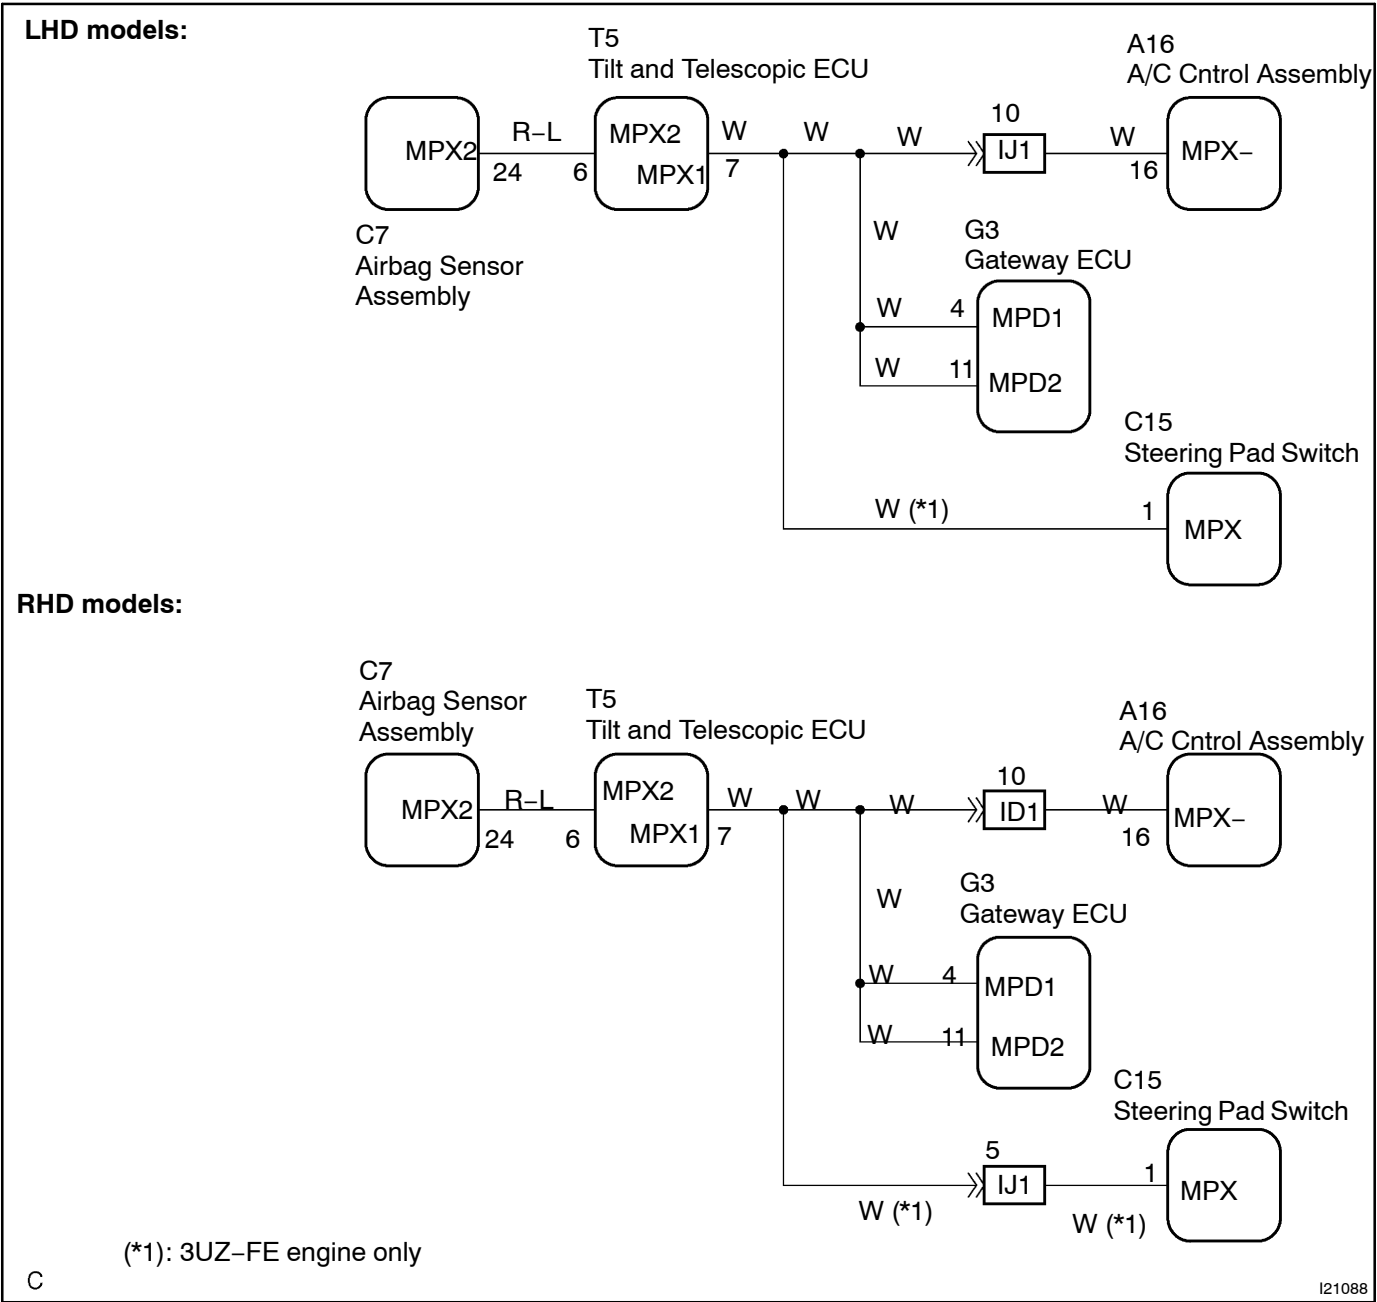 LHD models:
T5
Tilt and Telescopic ECU
A16
A/C Cntrol Assembly
10
MPX2
R–L
24
6
MPX2
MPX1
W
7
W
W
IJ1
W
16
MPX–
C7
Airbag Sensor
Assembly
W
G3
Gateway ECU
W
4
MPD1
W
11
MPD2
C15
Steering Pad Switch
W (*1)
1
MPX
RHD models:
C7
Airbag Sensor
Assembly
T5
Tilt and Telescopic ECU
A16
A/C Cntrol Assembly
10
MPX2
R–L
24
6
MPX2
MPX1
W
7
W
W
ID1
W
16
MPX–
W
G3
Gateway ECU
W
4
MPD1
W
11
MPD2
C15
Steering Pad Switch
5
W (*1)
IJ1
W (*1)
1
MPX
(*1): 3UZ–FE engine only
C
I21088